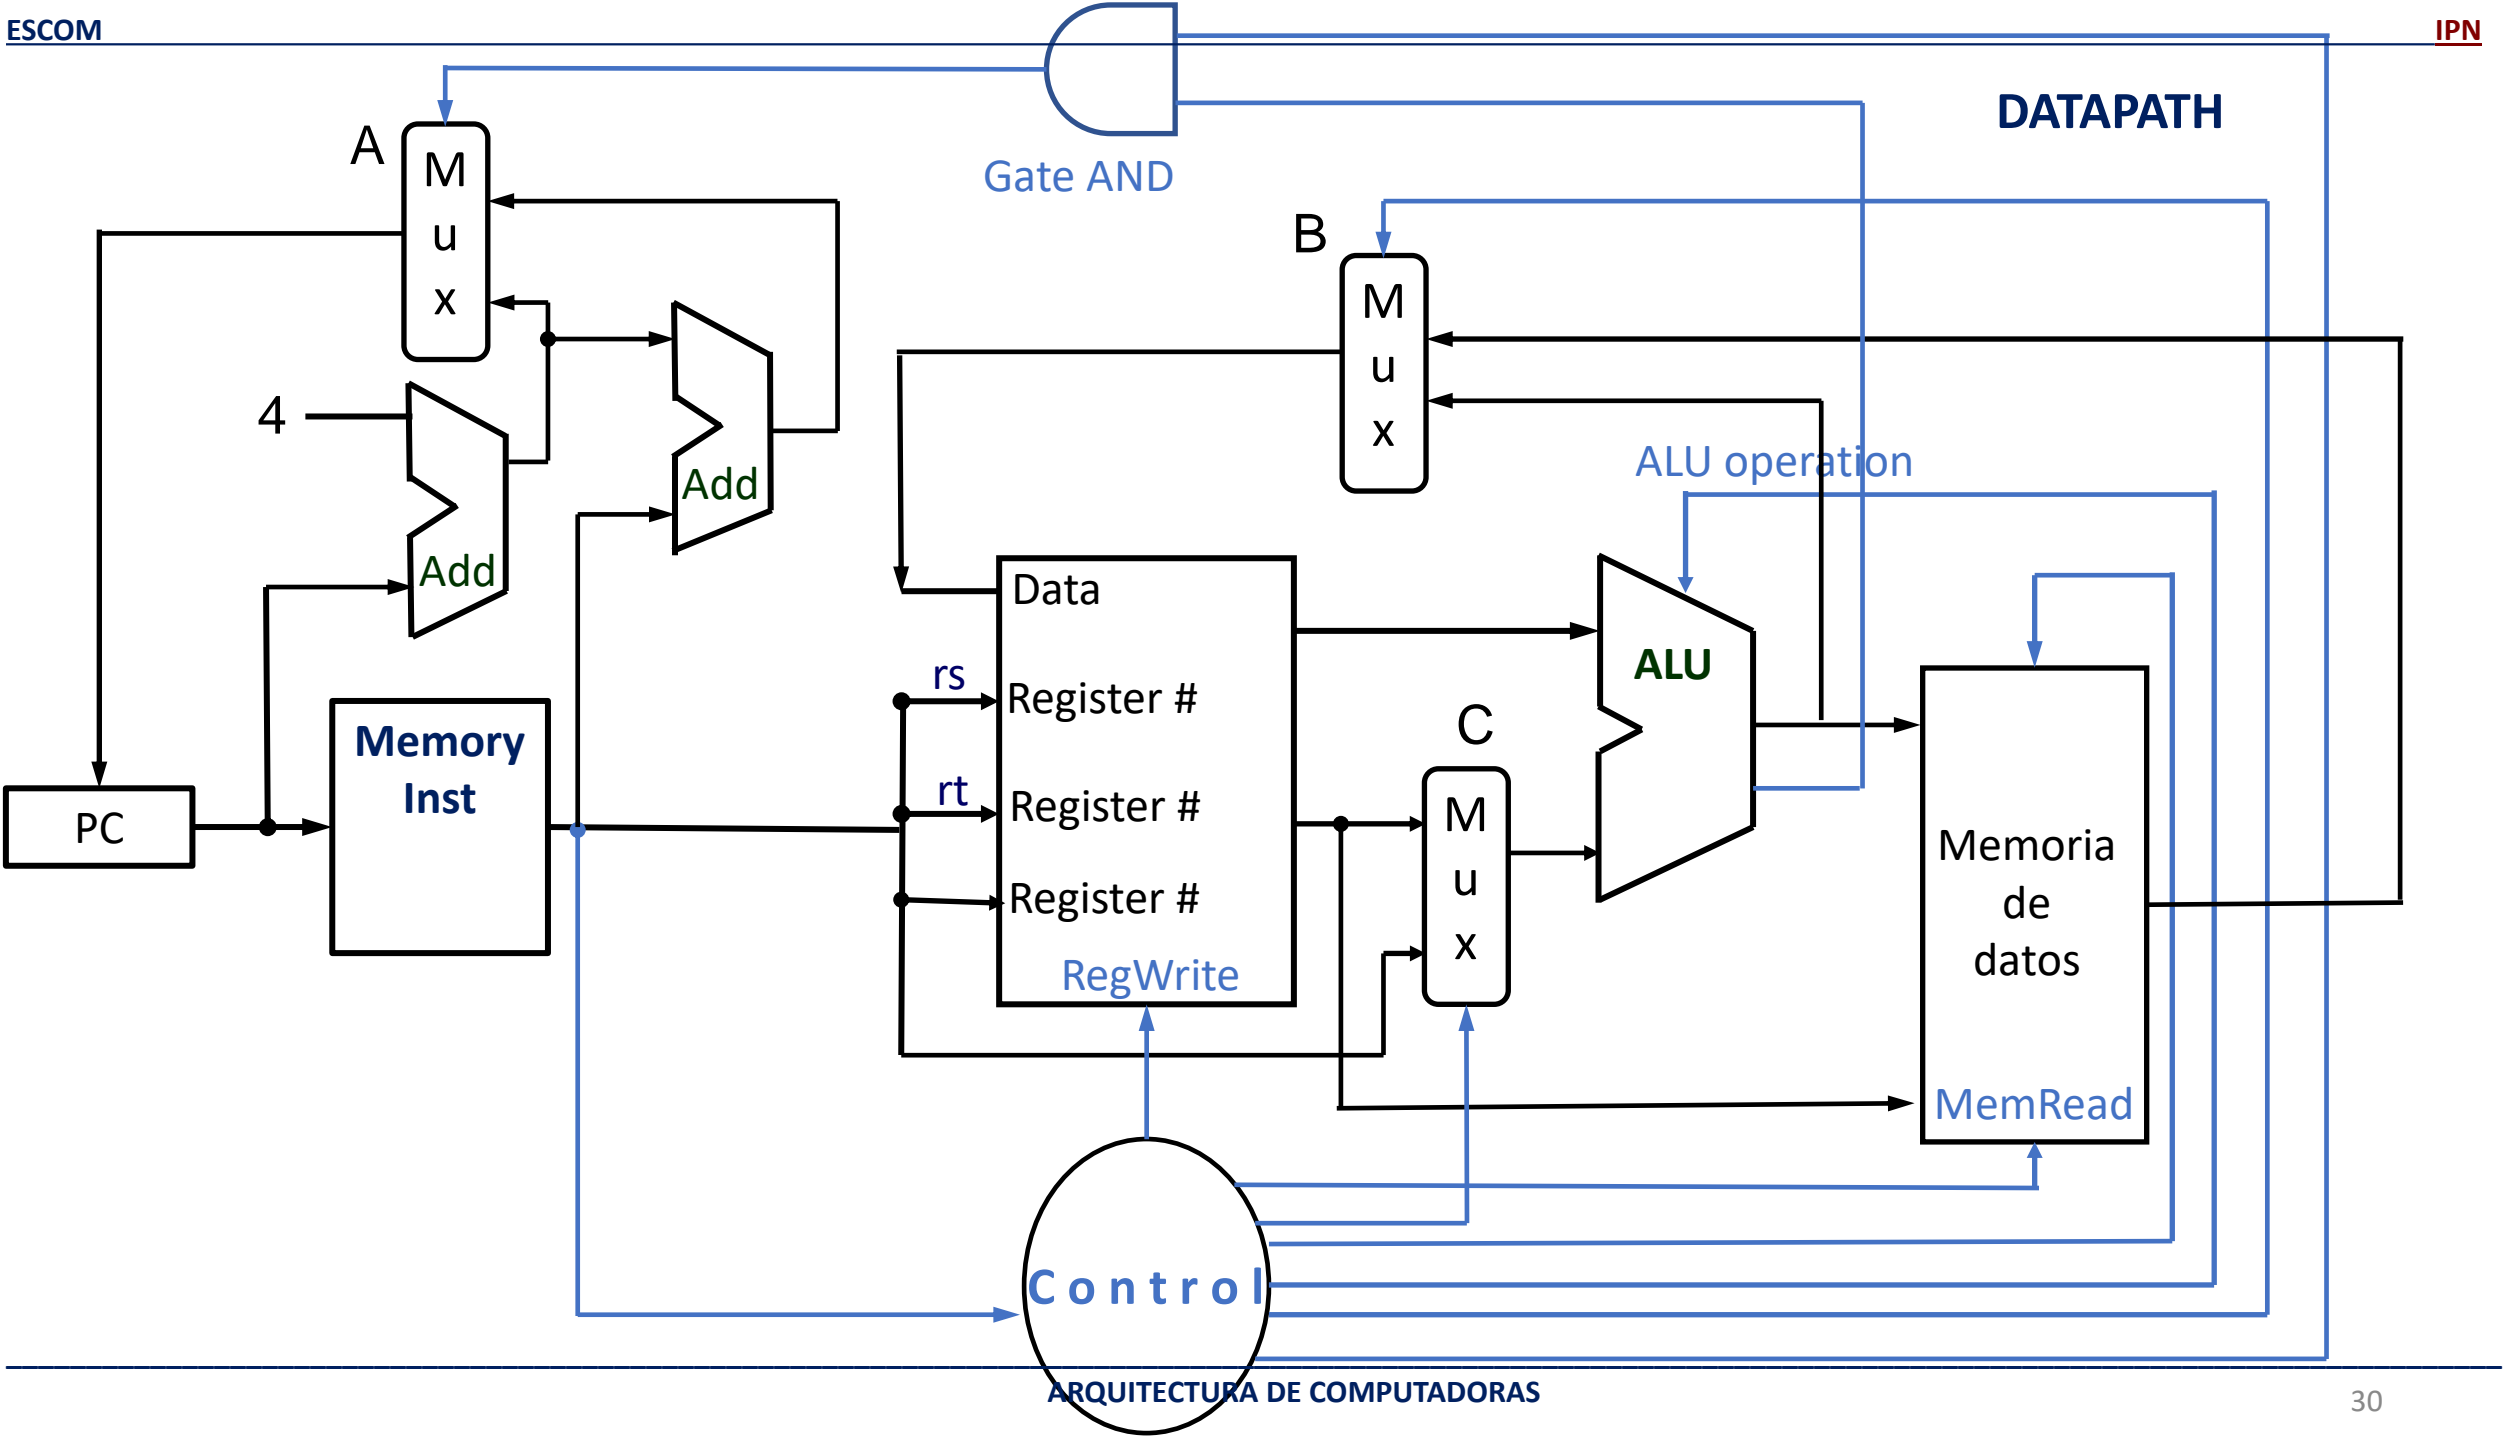 ESCOM
IPN
DATAPATH
Gate AND
A
M
u
x
B
M
u
x
4
Add
Add
ALU operation
Data
rs
Register #
rt
Register #
Register #
RegWrite
ALU
C
M
u
x
Memory
Inst
PC
Memoria
de
datos
MemRead
Control
ARQUITECTURA DE COMPUTADORAS
30